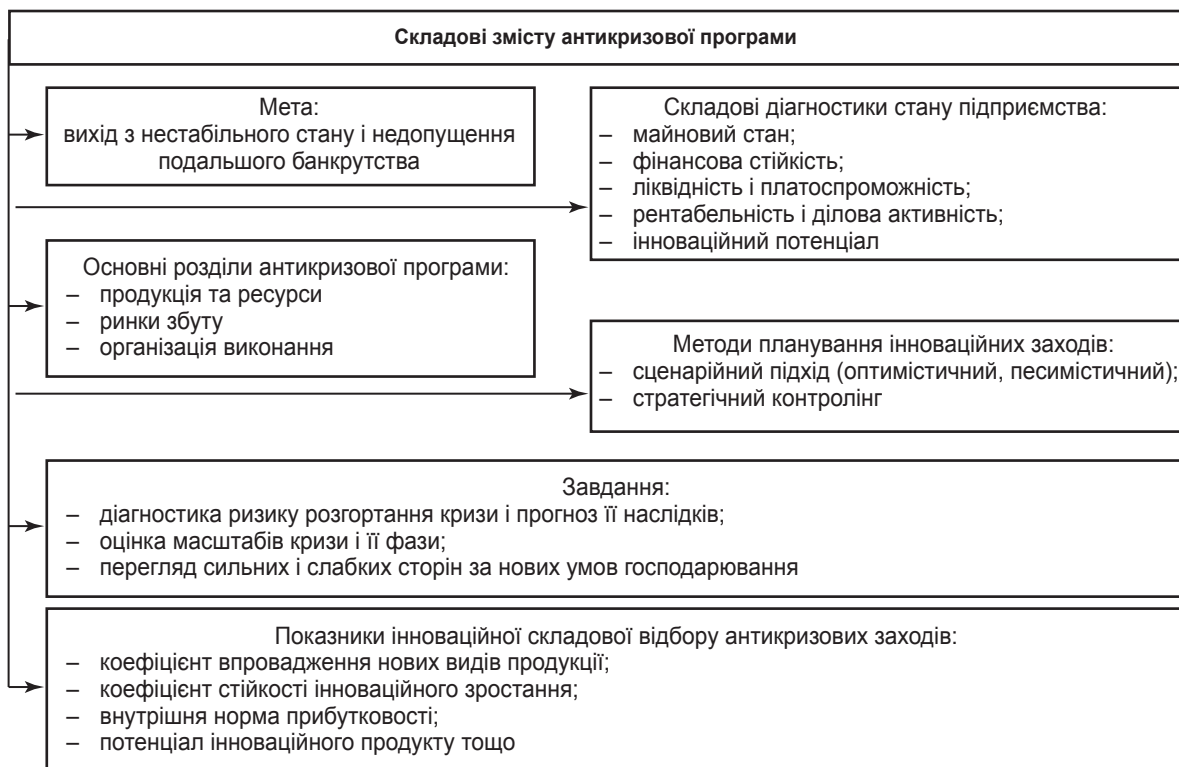 Складові змісту антикризової програми
Мета:
вихід з нестабільного стану і недопущення
подальшого банкрутства
Складові діагностики стану підприємства:
– майновий стан;
– фінансова стійкість;
– ліквідність і платоспроможність;
– рентабельність і ділова активність;
– інноваційний потенціал
Основні розділи антикризової програми:
– продукція та ресурси
– ринки збуту
– організація виконання
Методи планування інноваційних заходів:
– сценарійний підхід (оптимістичний, песимістичний);
– стратегічний контролінг
Завдання:
– діагностика ризику розгортання кризи і прогноз її наслідків;
– оцінка масштабів кризи і її фази;
– перегляд сильних і слабких сторін за нових умов господарювання
Показники інноваційної складової відбору антикризових заходів:
– коефіцієнт впровадження нових видів продукції;
– коефіцієнт стійкості інноваційного зростання;
– внутрішня норма прибутковості;
– потенціал інноваційного продукту тощо